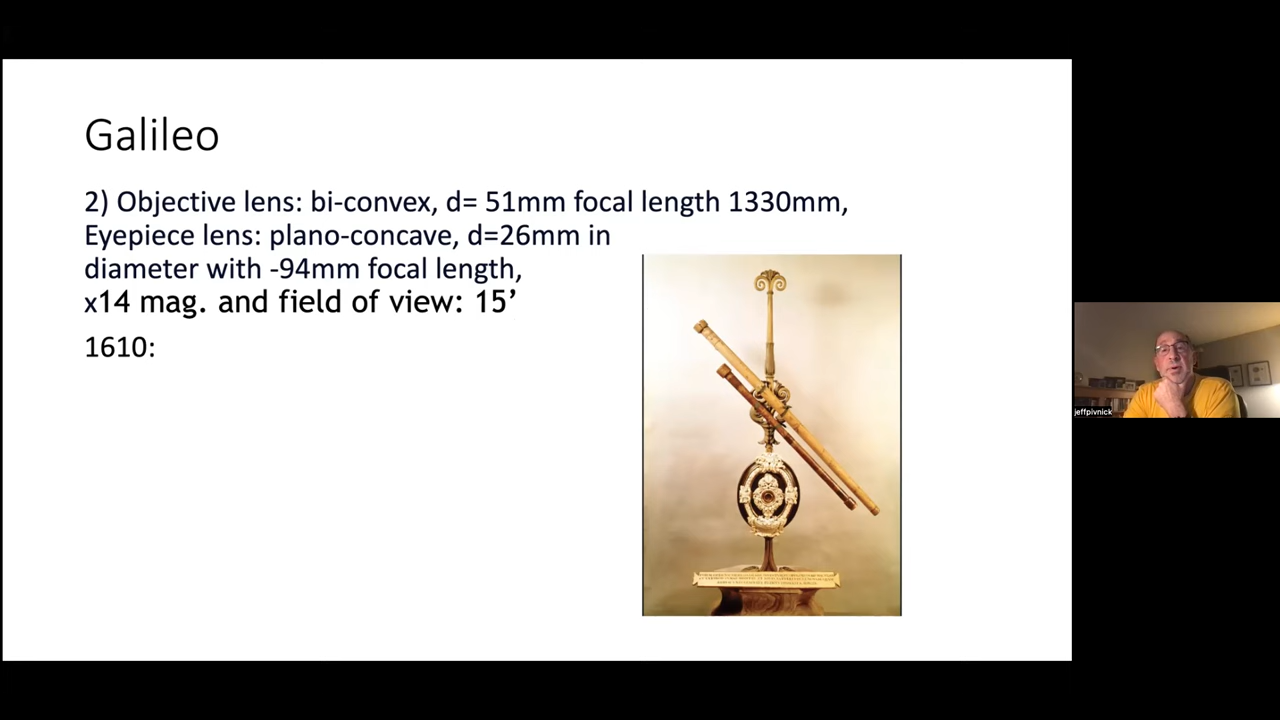 Galileo
2) Objective lens: bi-convex, d= 51mm focal length 1330mm,
Eyepiece lens: plano-concave, d=26mm in
diameter with -94mm focal length,
x14 mag. and field of view: 15’
1610:
jeffpivnick